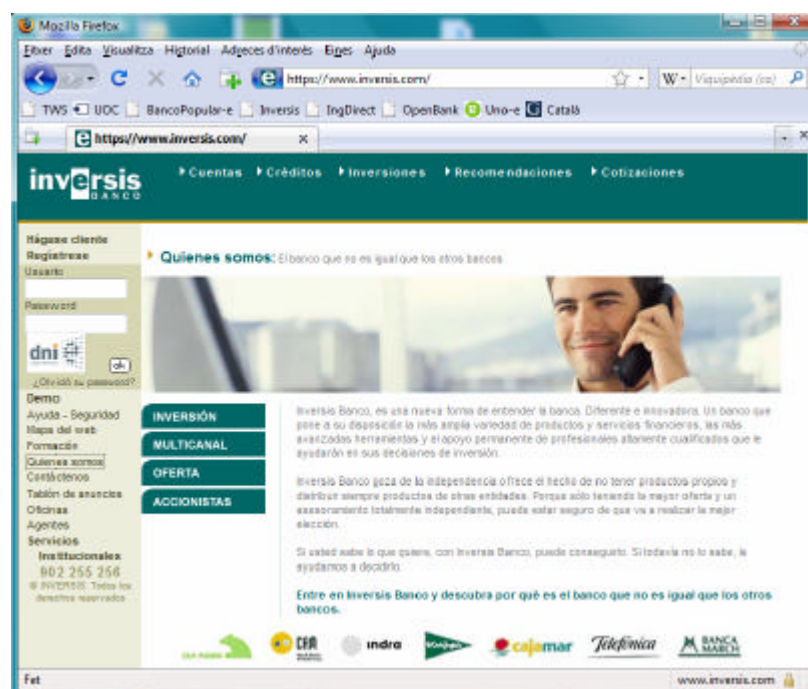 Mozilla Firefox
Fitxer Edita Visualitza Historial Adreces d'interès Eines Ajuda
https://www.inversis.com/
W Viquipèdia (ca)
TWS UOC BancoPopular-e Inversis IngDirect OpenBank Uno-e Català
https://www.inversis.com/
inversis BANCO
Cuentas Créditos Inversiones Recomendaciones Cotizaciones
Hágase cliente
Regístrese
Usuario
Password
dni
ok
¿Olvidó su password?
Demo
Ayuda - Seguridad
Mapa del web
Formación
Quienes somos
Contáctenos
Tablón de anuncios
Oficinas
Agentes
Servicios
Institucionales
902 255 256
© INVERSIS. Todos los
derechos reservados
Quienes somos: El banco que no es igual que los otros bancos
INVERSIÓN
MULTICANAL
OFERTA
ACCIONISTAS
Inversis Banco, es una nueva forma de entender la banca. Diferente e innovadora. Un banco que
pone a su disposición la más amplia variedad de productos y servicios financieros, las más
avanzadas herramientas y el apoyo permanente de profesionales altamente cualificados que le
ayudarán en sus decisiones de inversión.
Inversis Banco goza de la independencia ofrece el hecho de no tener productos propios y
distribuir siempre productos de otras entidades. Porque sólo teniendo la mayor oferta y un
asesoramiento totalmente independiente, puede estar seguro de que va a realizar la mejor
elección.
Si usted sabe lo que quiere, con Inversis Banco, puede conseguirlo. Si todavía no lo sabe, le
ayudamos a decidirlo.
Entre en Inversis Banco y descubra por qué es el banco que no es igual que los otros
bancos.
indra
cajamar
Telefónica
BANCA
MARCH
Fet
www.inversis.com